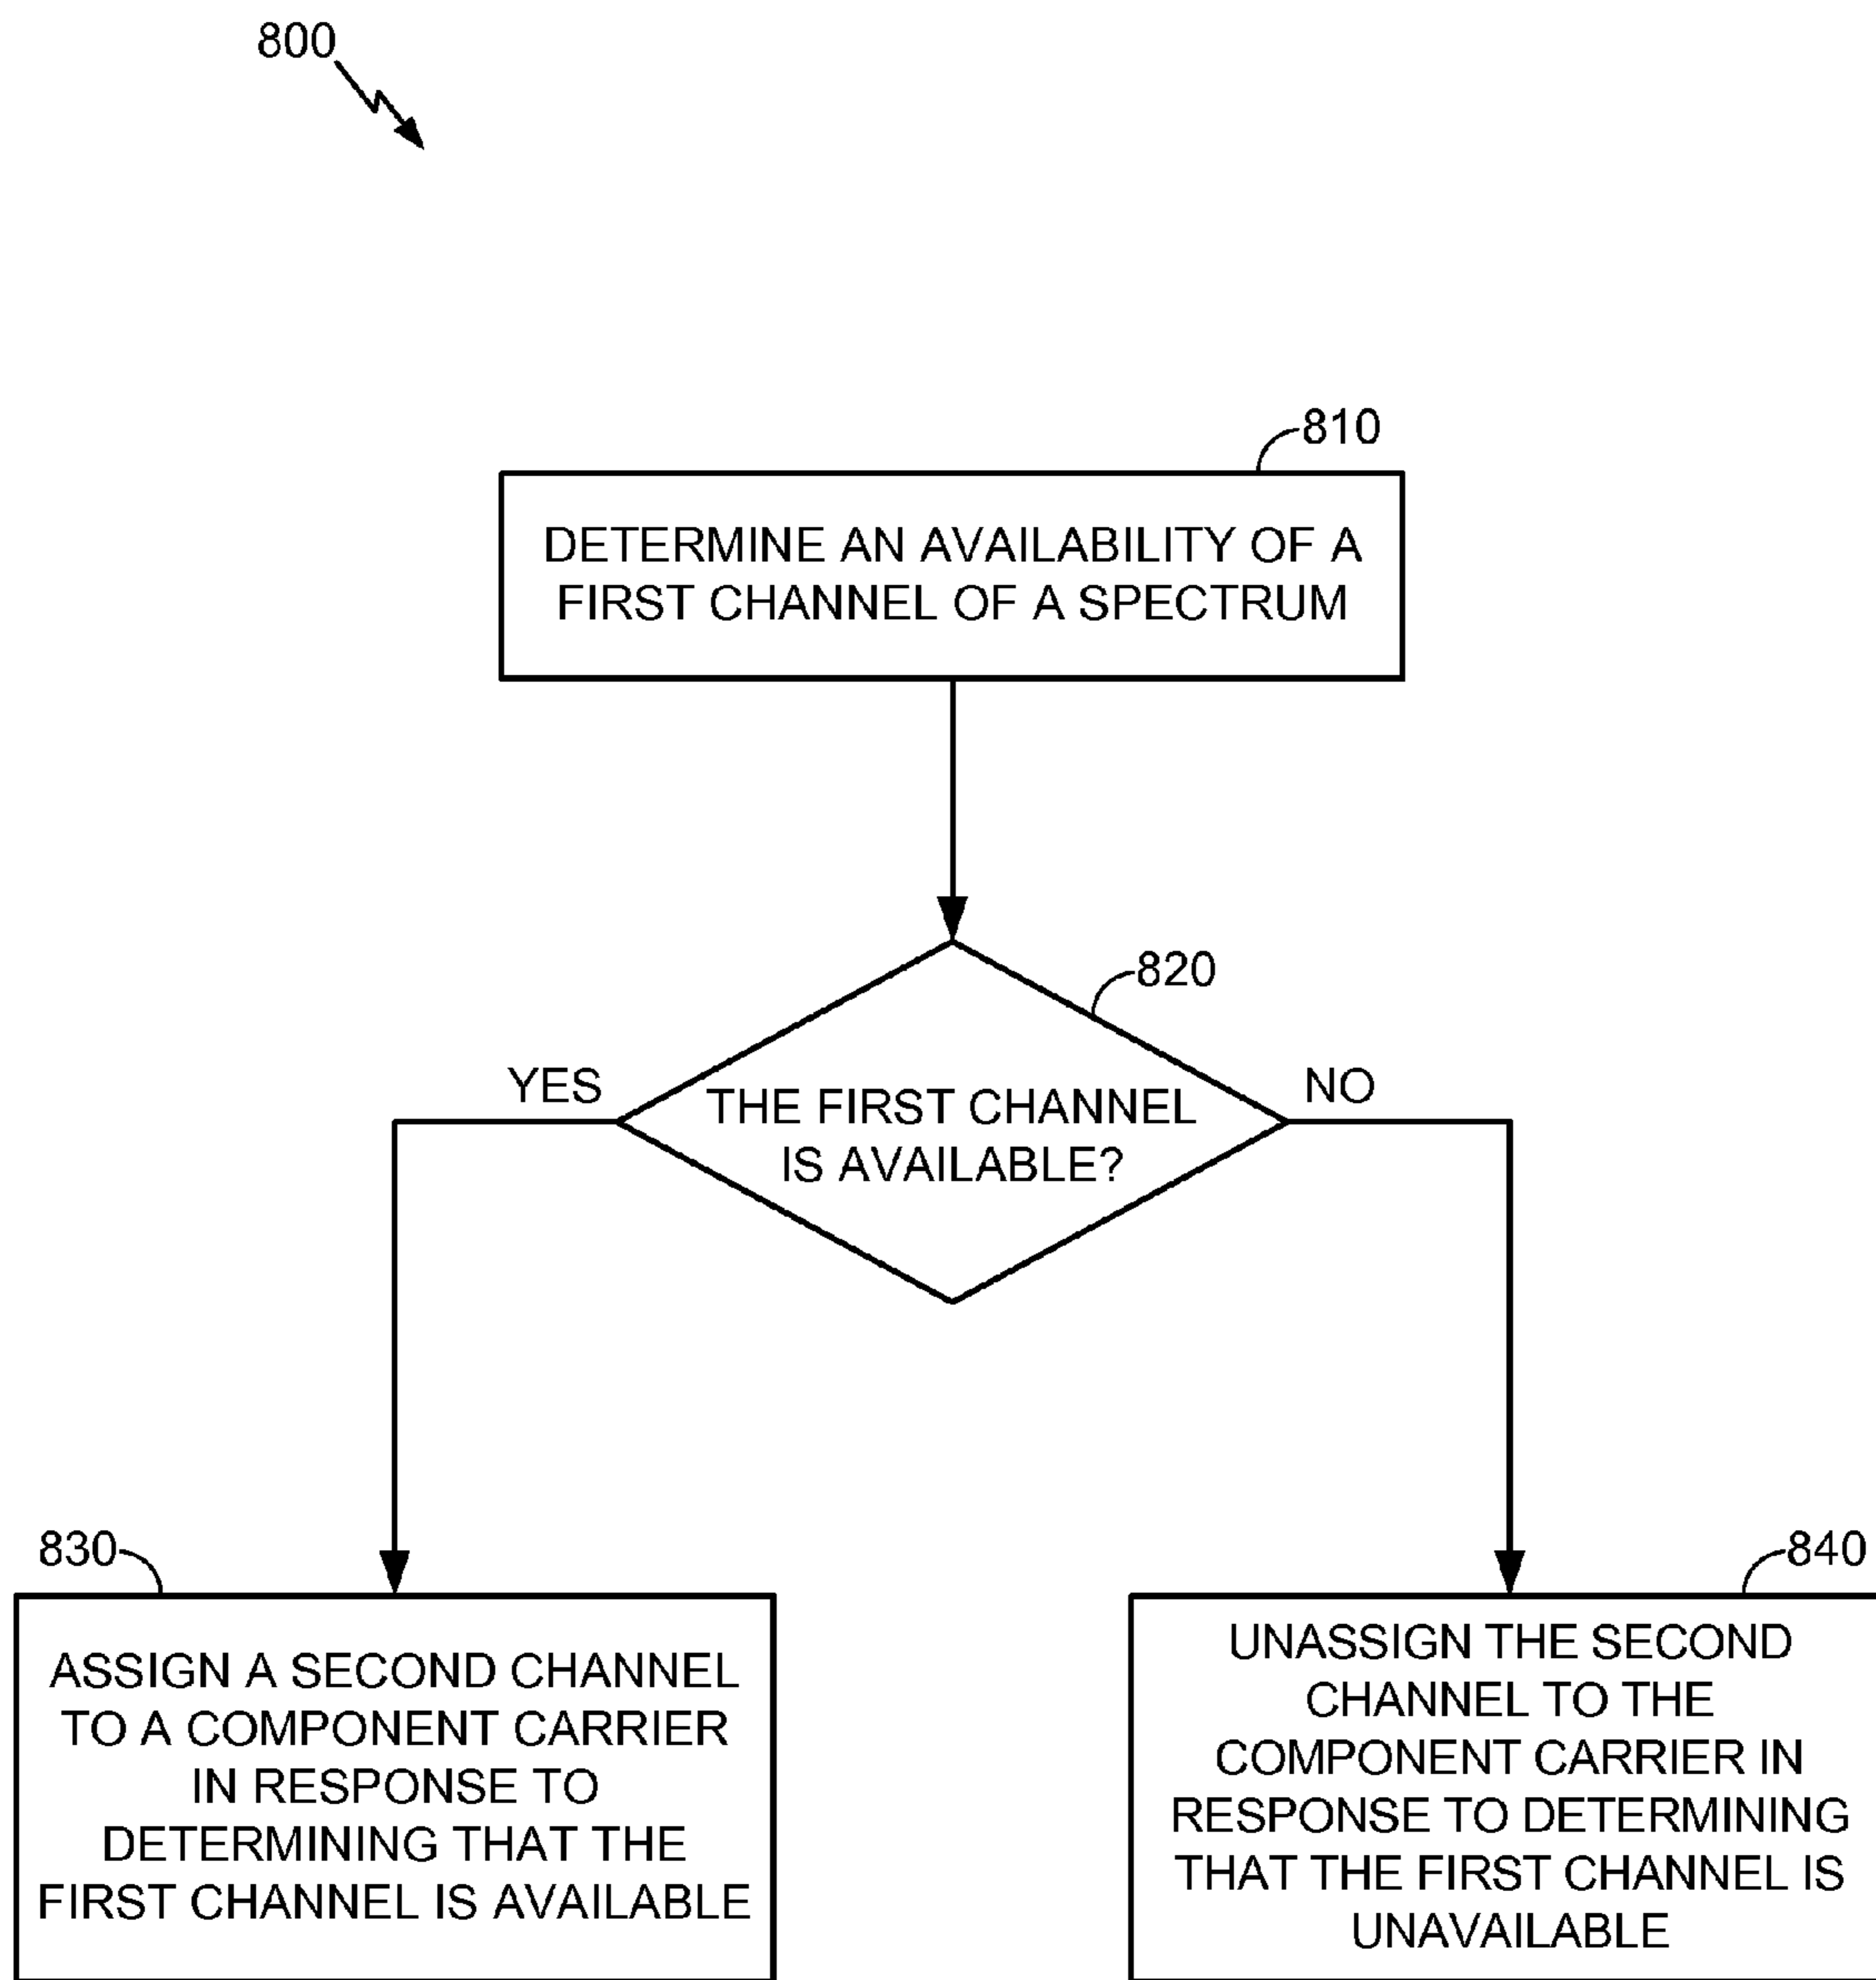 800
810
DETERMINE AN AVAILABILITY OF A
FIRST CHANNEL OF A SPECTRUM
820
YES
NO
THE FIRST CHANNEL
IS AVAILABLE?
830
ASSIGN A SECOND CHANNEL
TO A COMPONENT CARRIER
IN RESPONSE TO
DETERMINING THAT THE
FIRST CHANNEL IS AVAILABLE
840
UNASSIGN THE SECOND
CHANNEL TO THE
COMPONENT CARRIER IN
RESPONSE TO DETERMINING
THAT THE FIRST CHANNEL IS
UNAVAILABLE